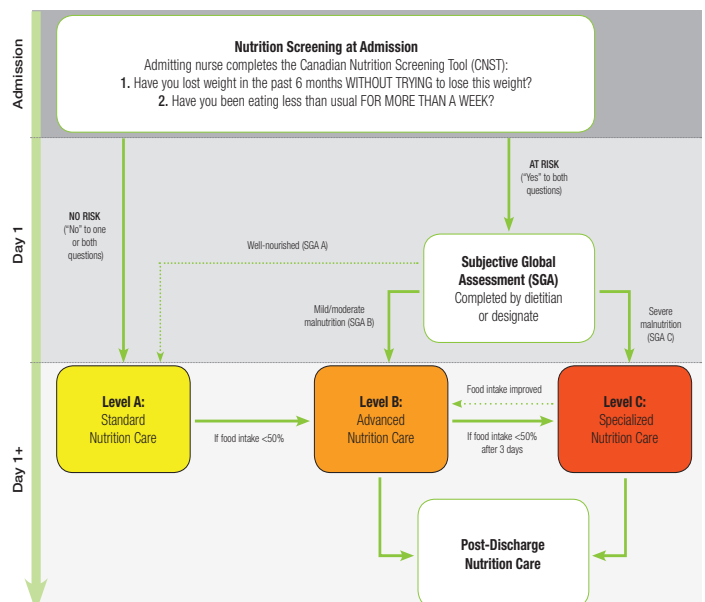 Admission
Nutrition Screening at Admission
Admitting nurse completes the Canadian Nutrition Screening Tool (CNST):
1. Have you lost weight in the past 6 months WITHOUT TRYING to lose this weight?
2. Have you been eating less than usual FOR MORE THAN A WEEK?
Day 1
NO RISK
("No" to one
or both
questions)
AT RISK
("Yes" to both
questions)
Well-nourished (SGA A)
Subjective Global
Assessment (SGA)
Completed by dietitian
or designate
Mild/moderate
malnutrition (SGA B)
Severe
malnutrition
(SGA C)
Day 1+
Level A:
Standard
Nutrition Care
If food intake <50%
Level B:
Advanced
Nutrition Care
Food intake improved
If food intake <50%
after 3 days
Level C:
Specialized
Nutrition Care
Post-Discharge
Nutrition Care